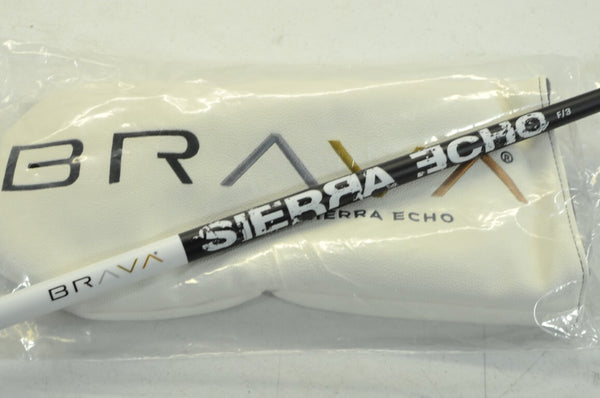 BRAVA®
SIERRA ECHO
BRAVA
SIERRA ECHO F/3